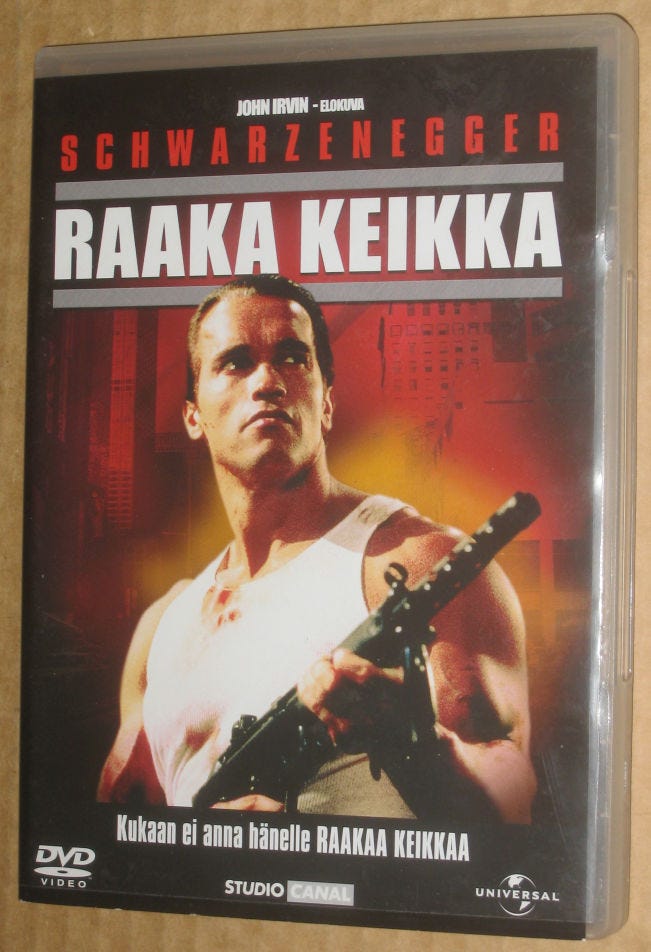 JOHN IRVIN - ELOKUVA
SCHWARZENEGGER
RAAKA KEIKKA
Kukaan ei anna hänelle RAAKAA KEIKKAA
DVD
VIDEO
STUDIO CANAL
UNIVERSAL